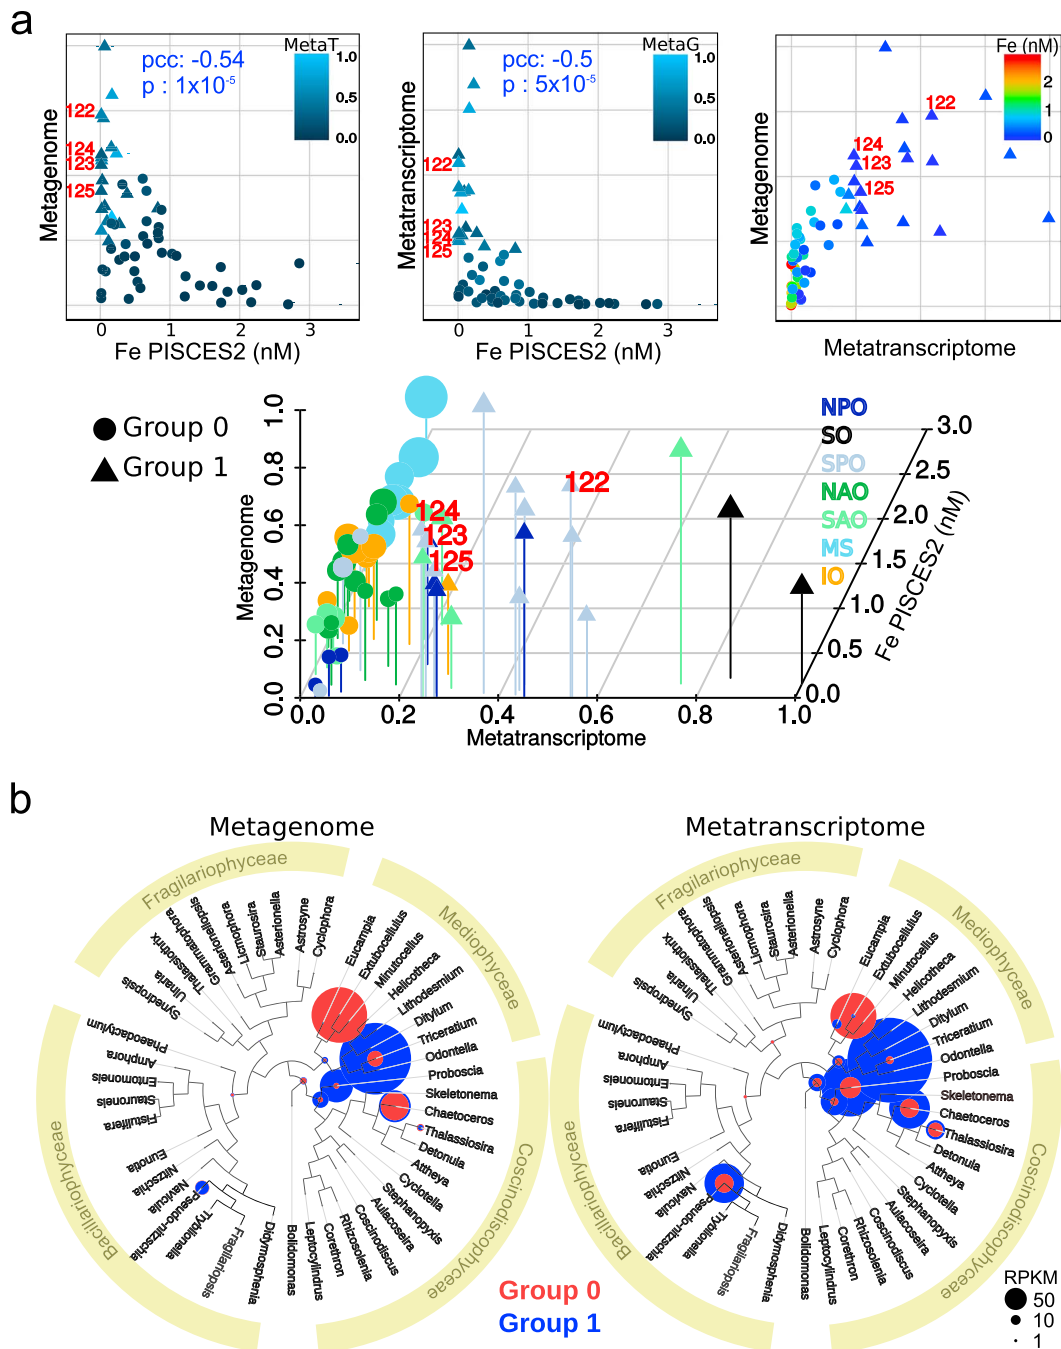 a
MetaT
pcc: -0.54
p : 1x10⁻⁵
1.0
0.5
0.0
122
124
123
125
Metagenome
0 1 2 3
Fe PISCES2 (nM)
MetaG
pcc: -0.5
p : 5x10⁻⁵
1.0
0.5
0.0
122
123
124
125
Metatranscriptome
0 1 2 3
Fe PISCES2 (nM)
Fe (nM)
2
1
0
122
124
123
125
Metagenome
Metatranscriptome
Group 0
Group 1
NPO
SO
SPO
NAO
SAO
MS
IO
122
124
123
125
Metagenome
0.0 0.2 0.4 0.6 0.8 1.0
0.0 0.2 0.4 0.6 0.8 1.0
Metatranscriptome
0.0 0.5 1.0 1.5 2.0 2.5 3.0
Fe PISCES2 (nM)
b
Metagenome
Fragilariophyceae
Mediophyceae
Coscinodiscophyceae
Bacillariophyceae
Phaeodactylum
Amphora
Entomoneis
Stauroneis
Fistulifera
Eunotia
Nitzschia
Navicula
Pseudo-nitzschia
Tryblionella
Fragilariopsis
Didymosphenia
Bolidomonas
Leptocylindrus
Corethron
Rhizosolenia
Coscinodiscus
Aulacoseira
Stephanopyxis
Cyclotella
Attheya
Detonula
Thalassiosira
Chaetoceros
Skeletonema
Proboscia
Odontella
Triceratium
Ditylum
Lithodesmium
Helicotheca
Minutocellus
Extubocellulus
Eucampia
Cyclophora
Astrosyne
Asterionella
Staurosira
Licmophora
Asterionellopsis
Grammatophora
Thalassiothrix
Ulnaria
Synedropsis
Metatranscriptome
Fragilariophyceae
Mediophyceae
Coscinodiscophyceae
Bacillariophyceae
Phaeodactylum
Amphora
Entomoneis
Stauroneis
Fistulifera
Eunotia
Nitzschia
Navicula
Pseudo-nitzschia
Tryblionella
Fragilariopsis
Didymosphenia
Bolidomonas
Leptocylindrus
Corethron
Rhizosolenia
Coscinodiscus
Aulacoseira
Stephanopyxis
Cyclotella
Attheya
Detonula
Thalassiosira
Chaetoceros
Skeletonema
Proboscia
Odontella
Triceratium
Ditylum
Lithodesmium
Helicotheca
Minutocellus
Extubocellulus
Eucampia
Cyclophora
Astrosyne
Asterionella
Staurosira
Licmophora
Asterionellopsis
Grammatophora
Thalassiothrix
Ulnaria
Synedropsis
Group 0
Group 1
RPKM
50
10
1